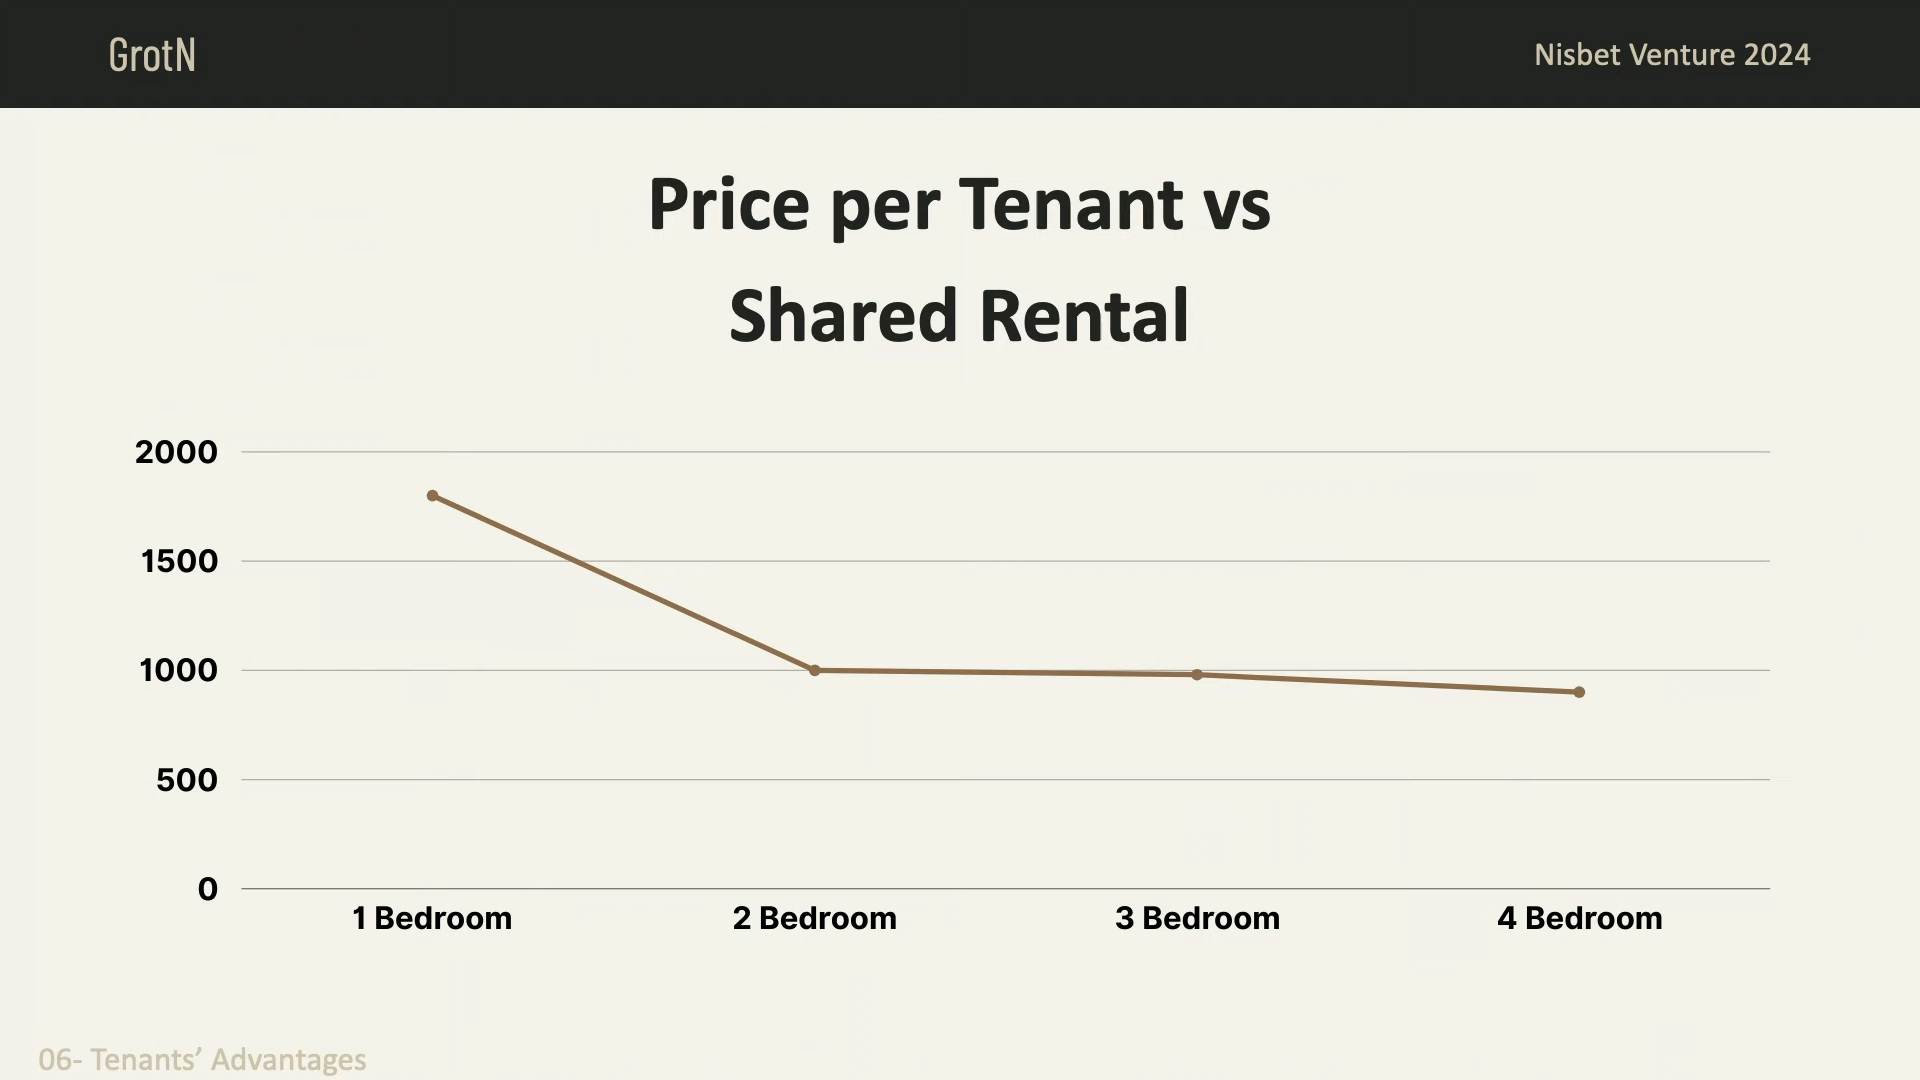 GrotN
Nisbet Venture 2024
Price per Tenant vs
Shared Rental
2000
1500
1000
500
0
1 Bedroom
2 Bedroom
3 Bedroom
4 Bedroom
06- Tenants’ Advantages